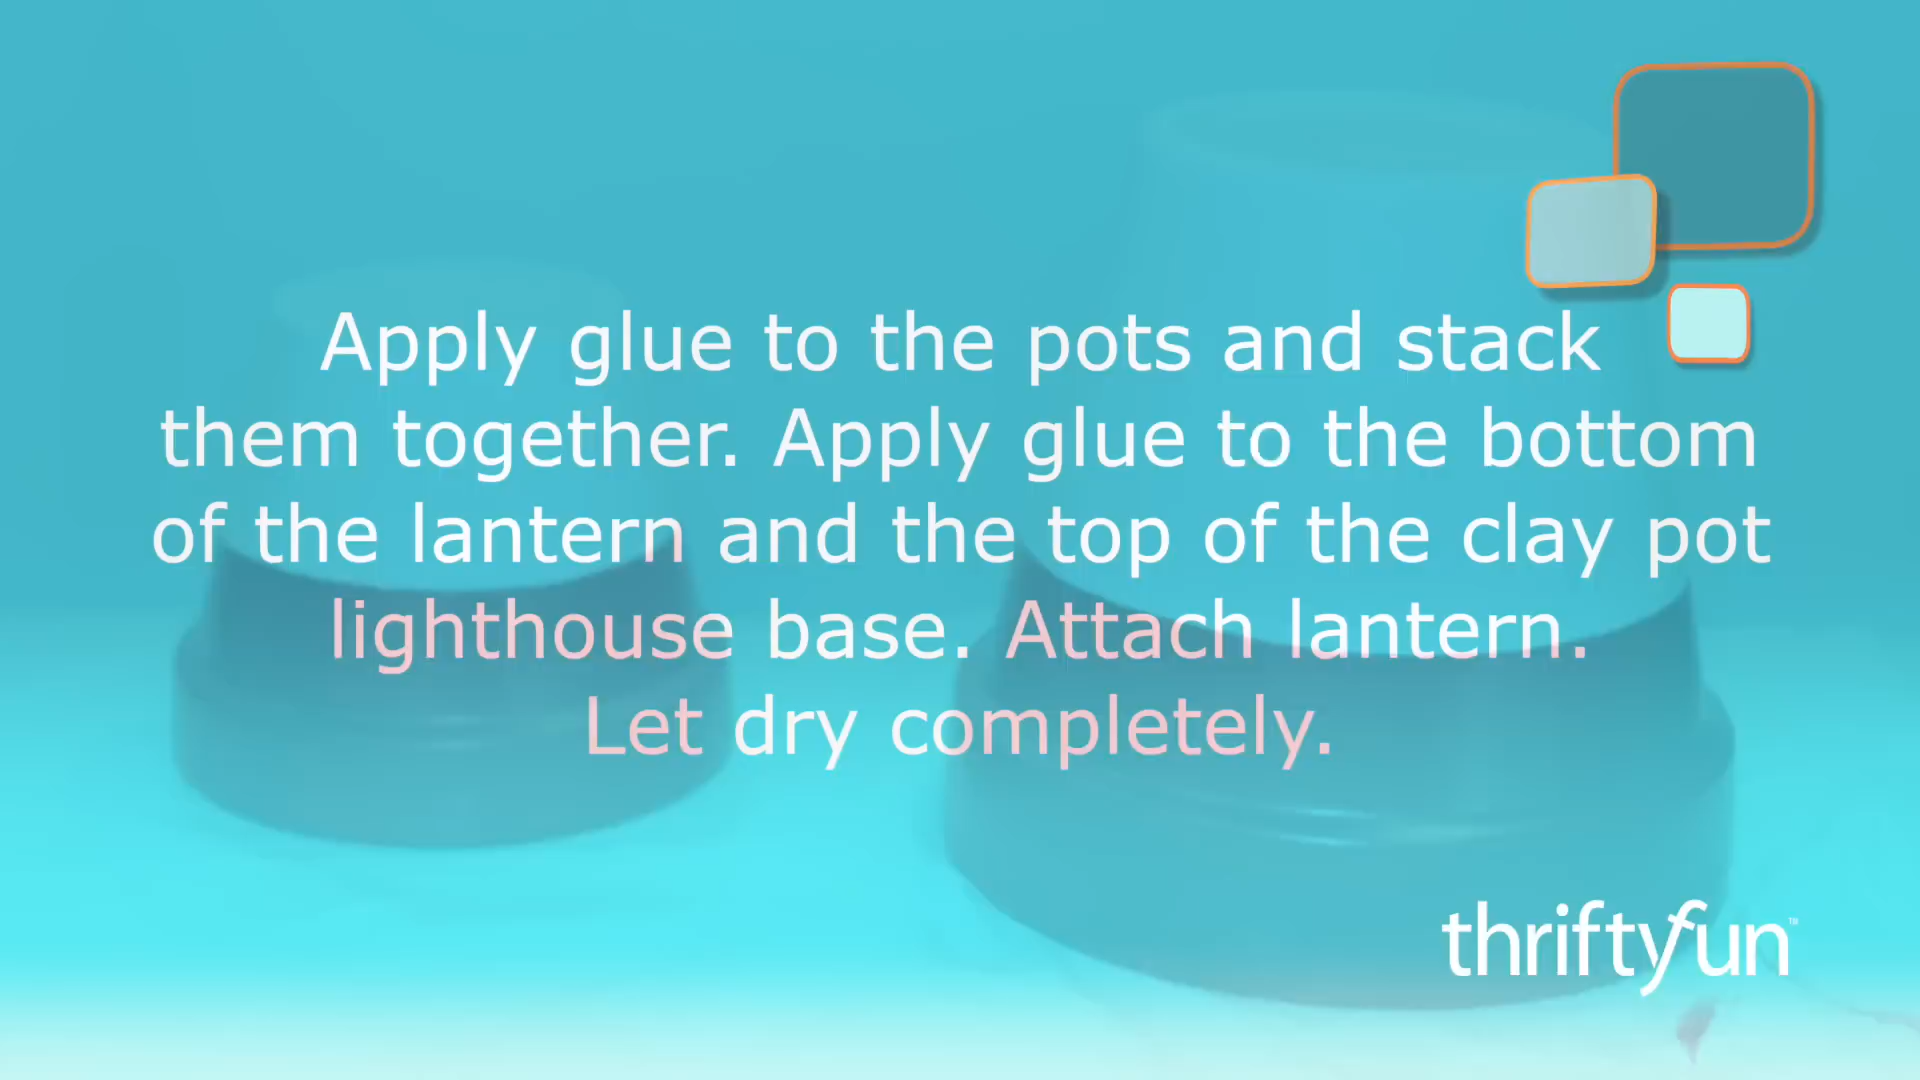 Apply glue to the pots and stack
them together. Apply glue to the bottom
of the lantern and the top of the clay pot
lighthouse base. Attach lantern.
Let dry completely.
thriftyfun™